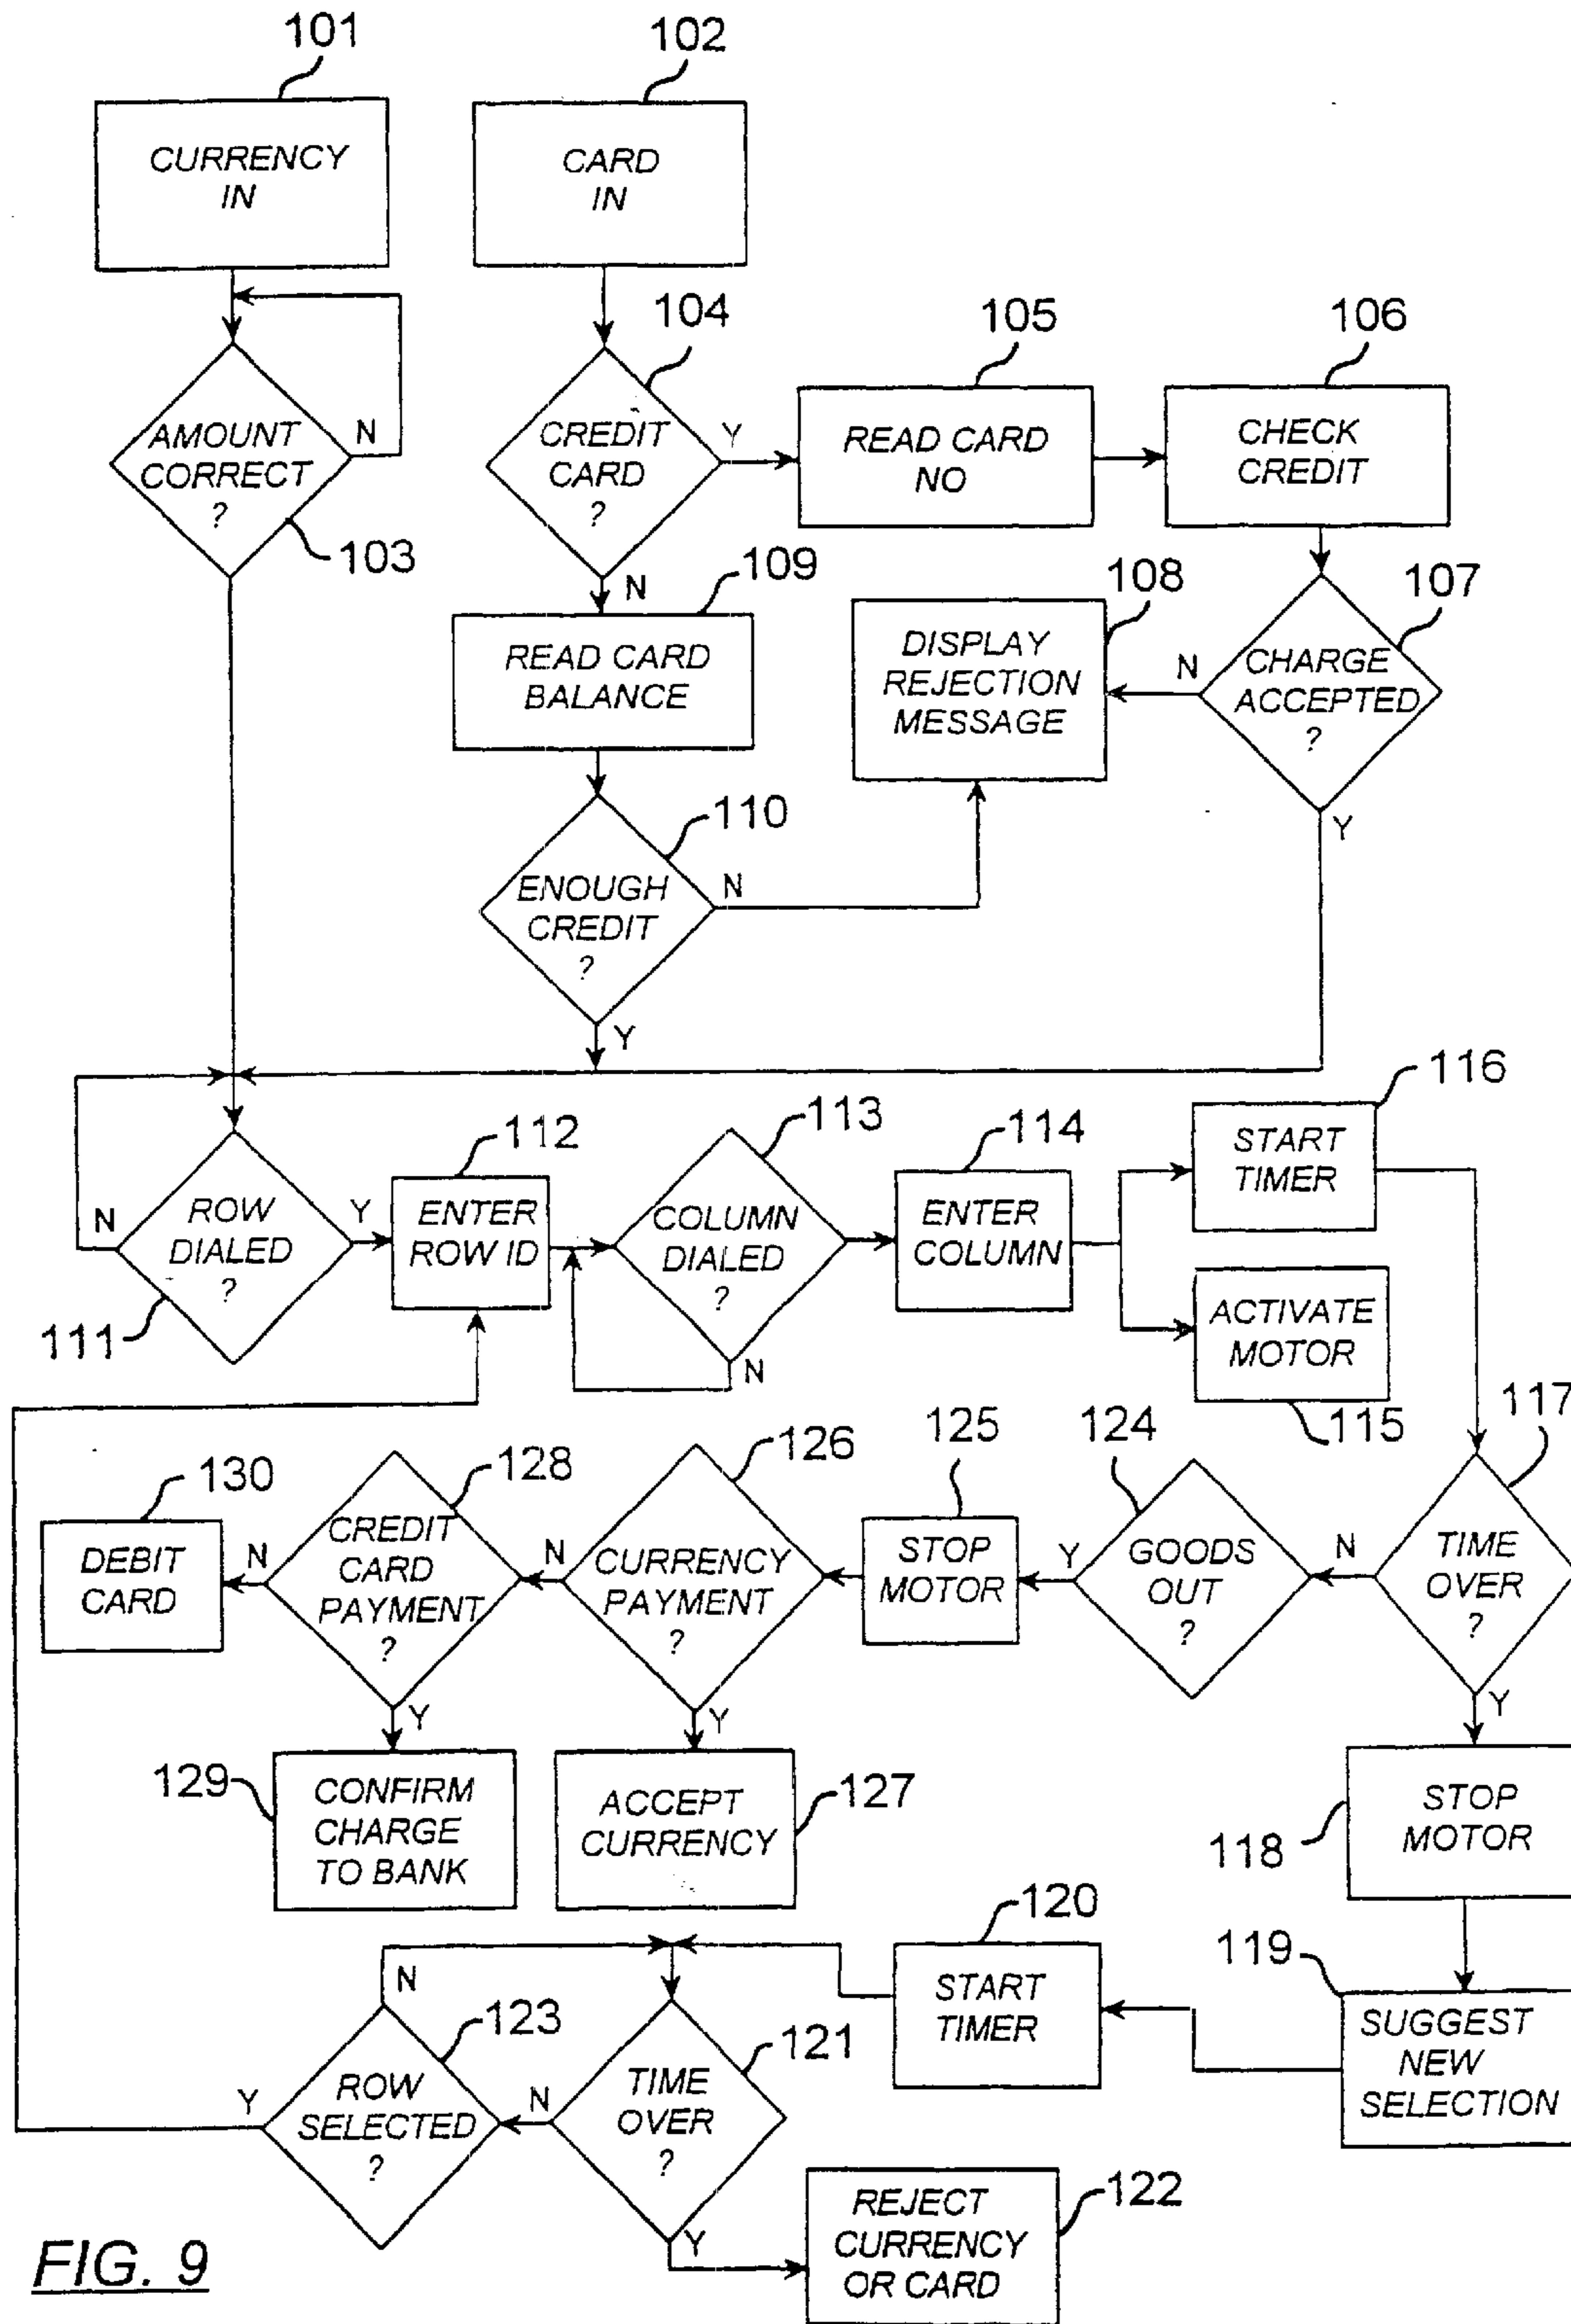 101
102
CURRENCY
IN
CARD
IN
104
105
106
AMOUNT
CORRECT
?
N
103
CREDIT
CARD
?
Y
READ CARD
NO
CHECK
CREDIT
N
109
108
107
READ CARD
BALANCE
DISPLAY
REJECTION
MESSAGE
N
CHARGE
ACCEPTED
?
Y
110
ENOUGH
CREDIT
?
N
Y
116
112
113
114
START
TIMER
N
ROW
DIALED
?
Y
111
ENTER
ROW ID
COLUMN
DIALED
?
N
ENTER
COLUMN
ACTIVATE
MOTOR
115
117
130
128
126
125
124
DEBIT
CARD
N
CREDIT
CARD
PAYMENT
?
Y
N
CURRENCY
PAYMENT
?
Y
STOP
MOTOR
Y
GOODS
OUT
?
N
TIME
OVER
?
Y
129
CONFIRM
CHARGE
TO BANK
ACCEPT
CURRENCY
127
118
STOP
MOTOR
120
119
N
123
START
TIMER
SUGGEST
NEW
SELECTION
Y
ROW
SELECTED
?
N
TIME
OVER
?
121
Y
REJECT
CURRENCY
OR CARD
122
FIG. 9